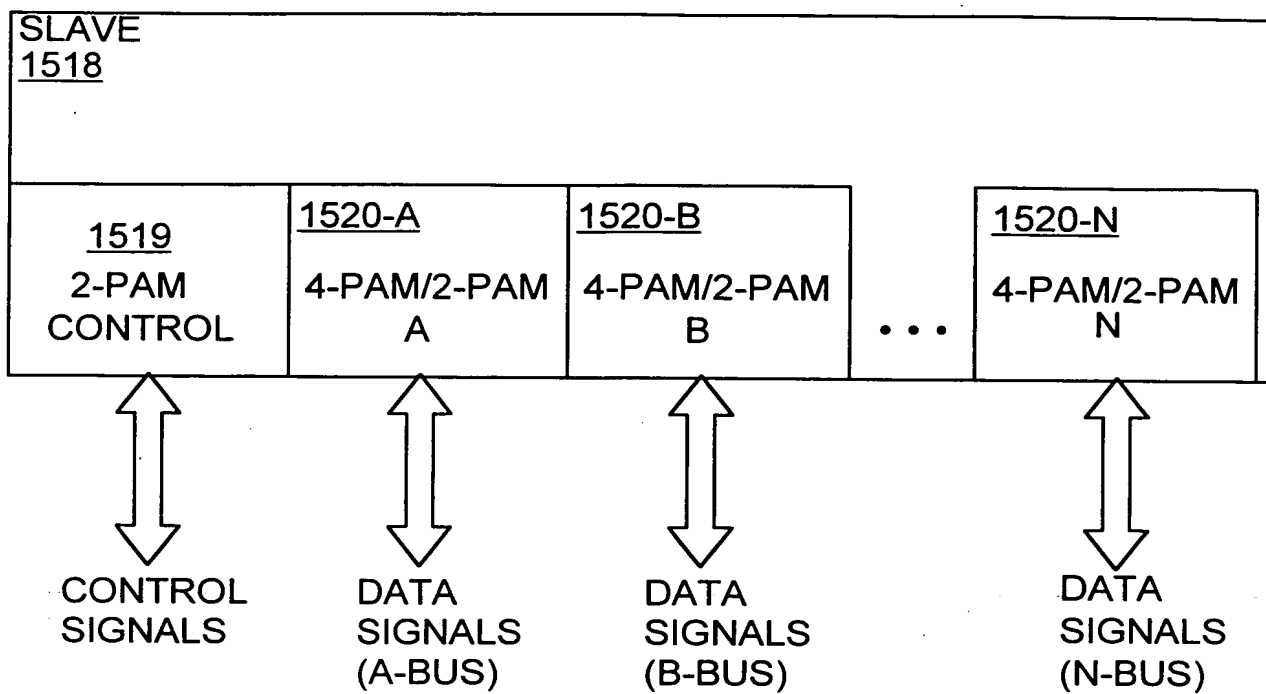 SLAVE
1518
1519
2-PAM
CONTROL
1520-A
4-PAM/2-PAM
A
1520-B
4-PAM/2-PAM
B
...
1520-N
4-PAM/2-PAM
N
CONTROL
SIGNALS
DATA
SIGNALS
(A-BUS)
DATA
SIGNALS
(B-BUS)
DATA
SIGNALS
(N-BUS)